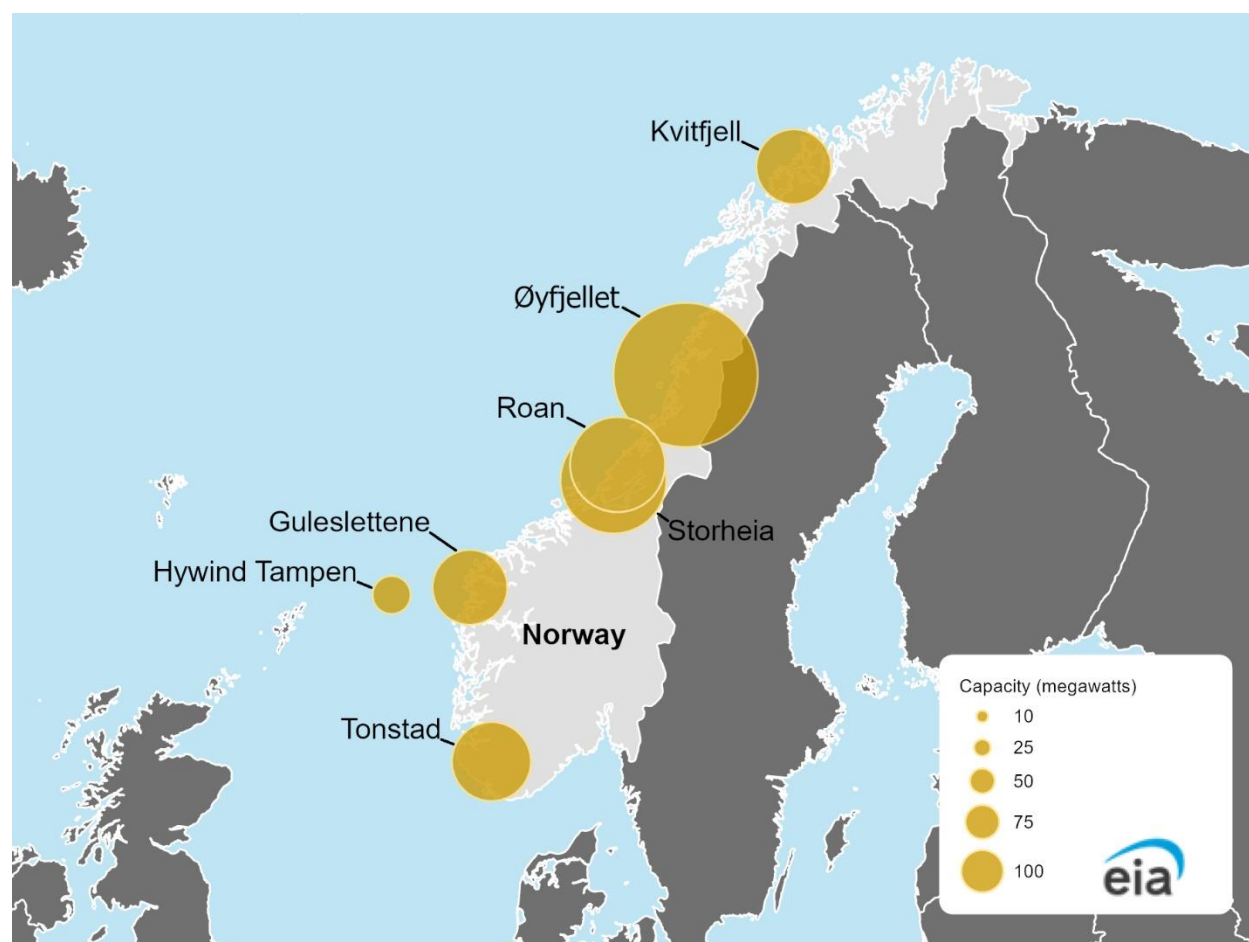 Kvitfjell
Øyfjellet
Roan
Storheia
Guleslettene
Hywind Tampen
Norway
Tonstad
Capacity (megawatts)
10
25
50
75
100
eia